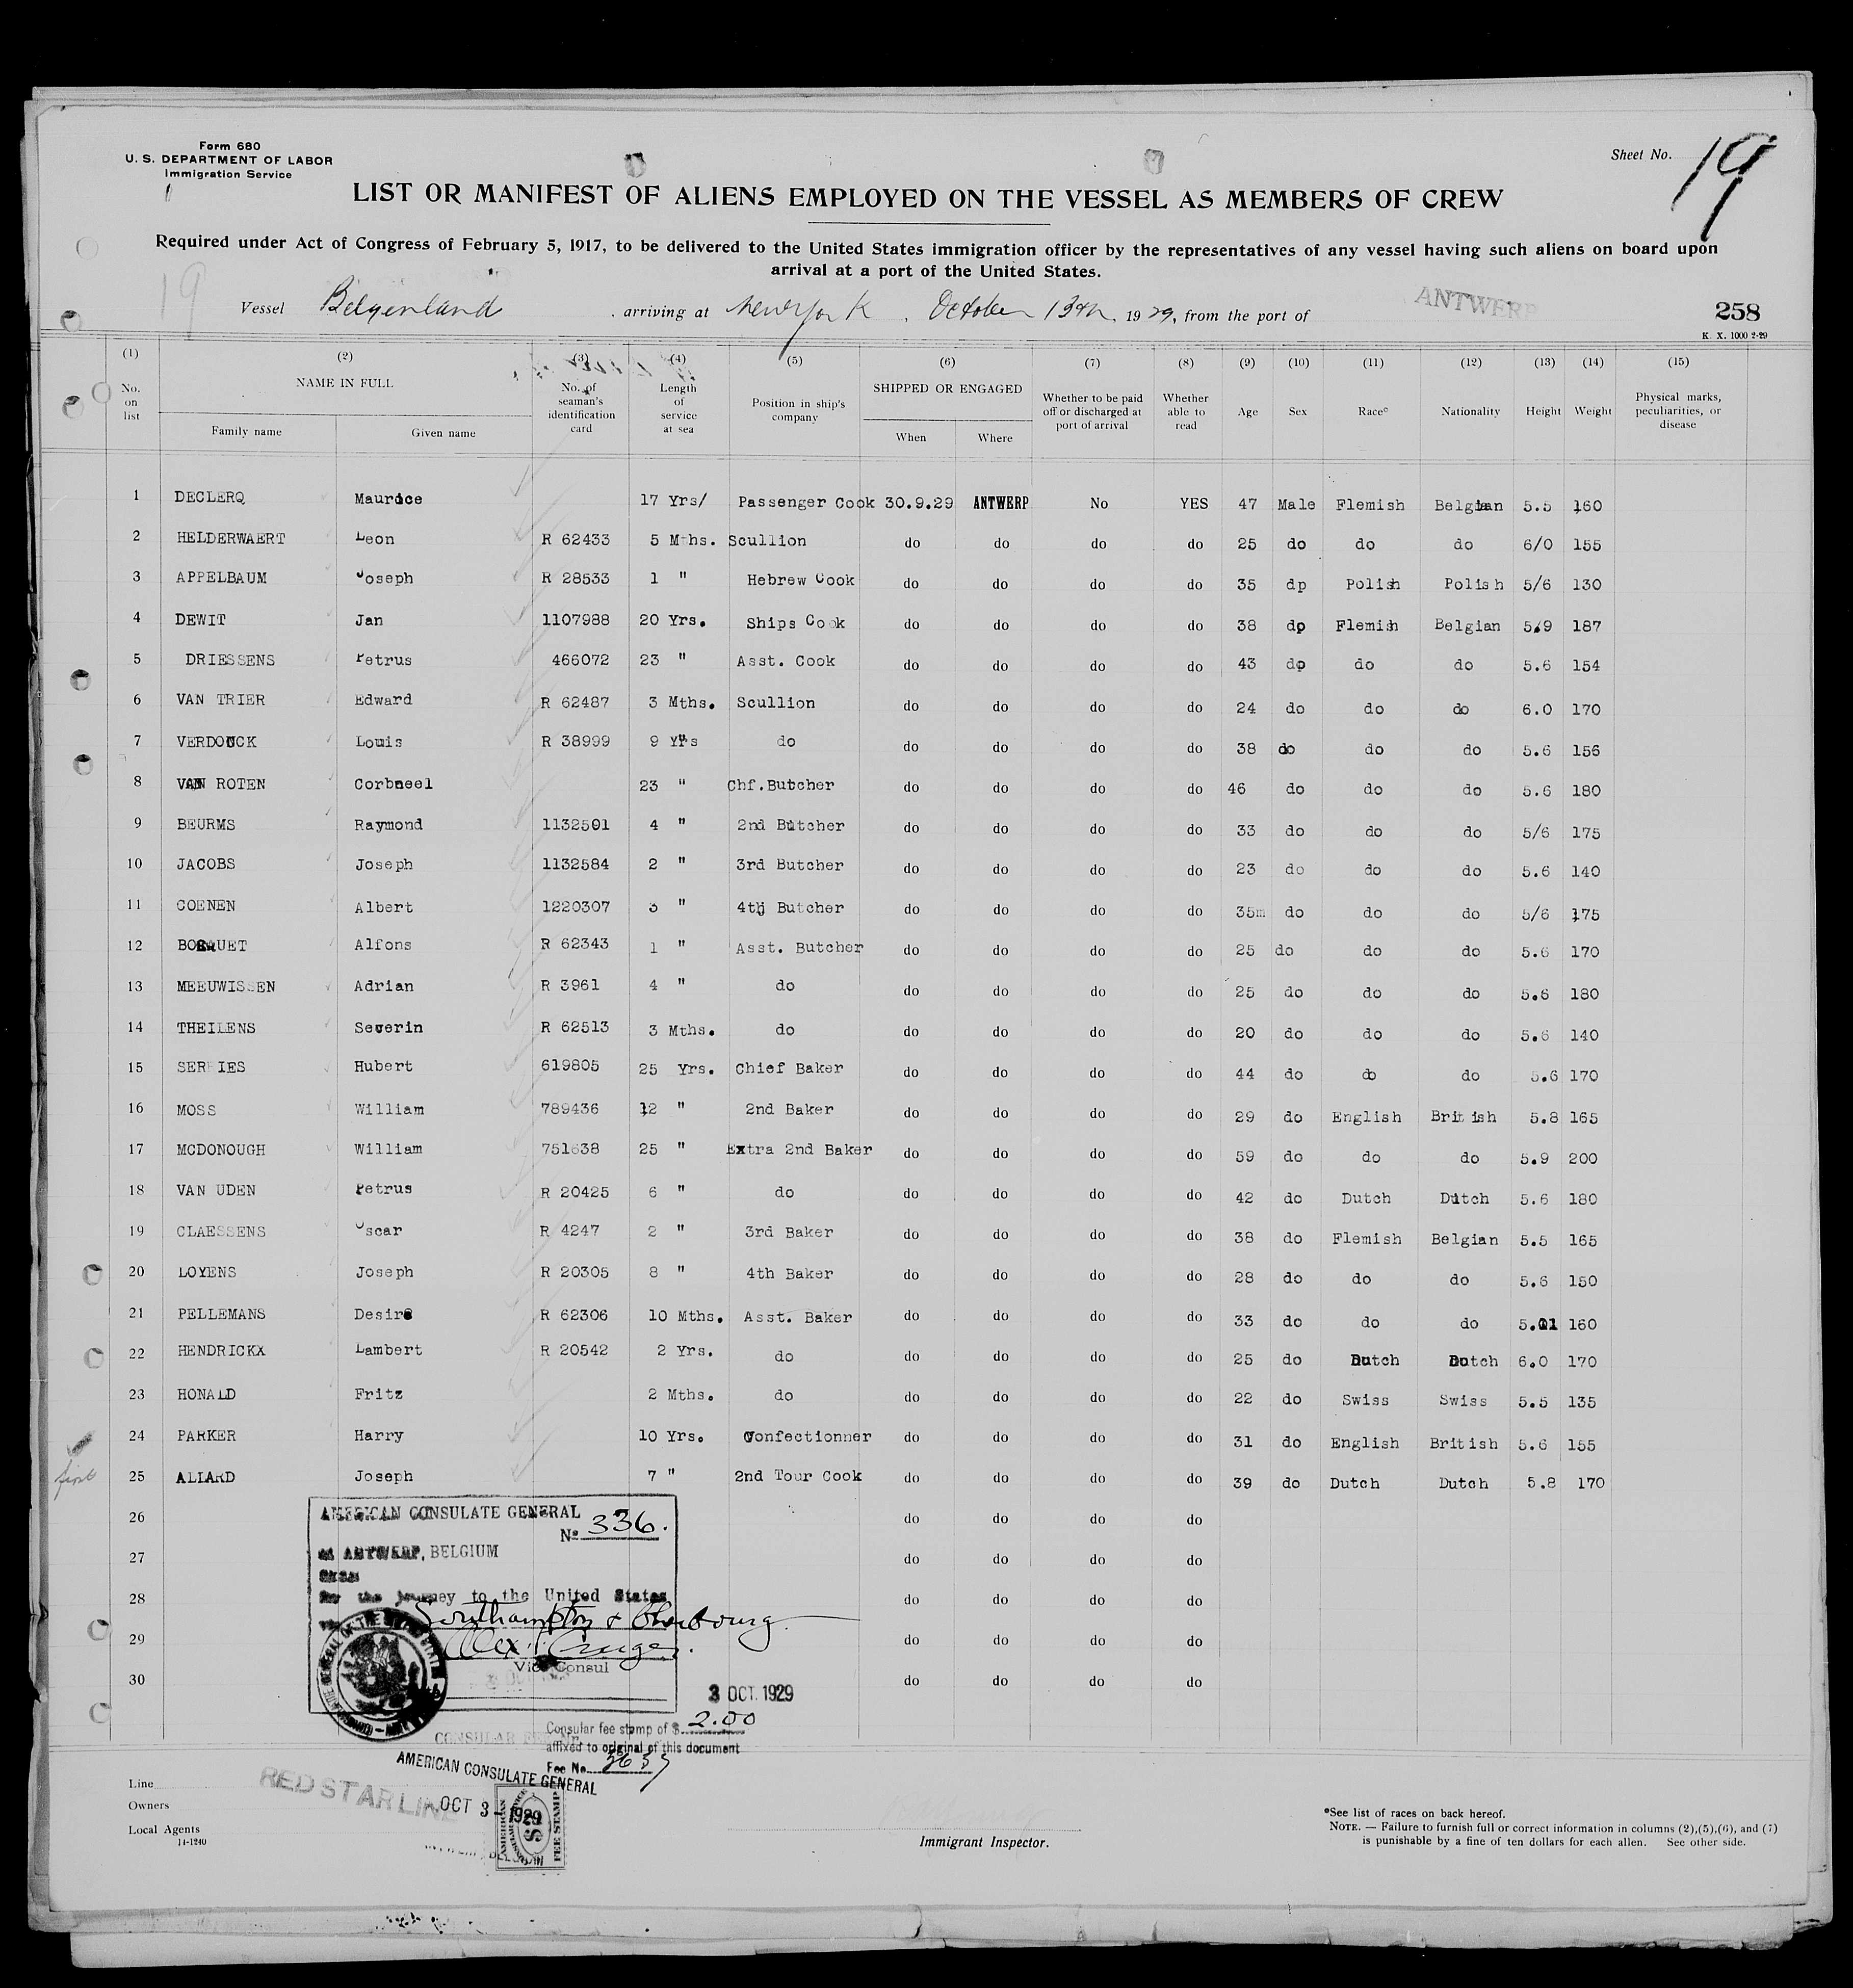 Form 680
U. S. DEPARTMENT OF LABOR
Immigration Service
Sheet No. 19
LIST OR MANIFEST OF ALIENS EMPLOYED ON THE VESSEL AS MEMBERS OF CREW
Required under Act of Congress of February 5, 1917, to be delivered to the United States immigration officer by the representatives of any vessel having such aliens on board upon
arrival at a port of the United States.
19
Vessel Belgenland, arriving at New York, October 13th, 1929, from the port of ANTWERP
258
K. X. 1000 2-29
(1) (2) (3) (4) (5) (6) (7) (8) (9) (10) (11) (12) (13) (14) (15)
No. on list NAME IN FULL Family name Given name No. of seaman's identification card Length of service at sea Position in ship's company SHIPPED OR ENGAGED When Where Whether to be paid off or discharged at port of arrival Whether able to read Age Sex Race* Nationality Height Weight Physical marks, peculiarities, or disease
1 DECLERQ Maurice 17 Yrs/ Passenger Cook 30.9.29 ANTWERP No YES 47 Male Flemish Belgian 5.5 160
2 HELDERWAERT Leon R 62433 5 Mths. Scullion do do do do 25 do do do 6/0 155
3 APPELBAUM Joseph R 28533 1 " Hebrew Cook do do do do 35 dp Polish Polish 5/6 130
4 DEWIT Jan 1107988 20 Yrs. Ships Cook do do do do 38 dp Flemish Belgian 5.9 187
5 DRIESSENS Petrus 466072 23 " Asst. Cook do do do do 43 dp do do 5.6 154
6 VAN TRIER Edward R 62487 3 Mths. Scullion do do do do 24 do do do 6.0 170
7 VERDONCK Louis R 38999 9 Yrs do do do do do 38 do do do 5.6 156
8 VAN ROTEN Corbneel 23 " Chf.Butcher do do do do 46 do do do 5.6 180
9 BEURMS Raymond 1132501 4 " 2nd Butcher do do do do 33 do do do 5/6 175
10 JACOBS Joseph 1132584 2 " 3rd Butcher do do do do 23 do do do 5.6 140
11 COENEN Albert 1220307 3 " 4th Butcher do do do do 35m do do do 5/6 175
12 Alfons R 62343 1 " Asst. Butcher do do do do 25 do do do 5.6 170
13 MEEUWISSEN Adrian R 3961 4 " do do do do do 25 do do do 5.6 180
14 THEILENS Severin R 62513 3 Mths. do do do do do 20 do do do 5.6 140
15 SERRIES Hubert 619805 25 Yrs. Chief Baker do do do do 44 do do do 5.6 170
16 MOSS William 789436 12 " 2nd Baker do do do do 29 do English British 5.8 165
17 MCDONOUGH William 751638 25 " Extra 2nd Baker do do do do 59 do do do 5.9 200
18 VAN UDEN Petrus R 20425 6 " do do do do do 42 do Dutch Dutch 5.6 180
19 CLAESSENS Oscar R 4247 2 " 3rd Baker do do do do 38 do Flemish Belgian 5.5 165
20 LOYENS Joseph R 20305 8 " 4th Baker do do do do 28 do do do 5.6 150
21 PELLEMANS Desire R 62306 10 Mths. Asst. Baker do do do do 33 do do do 5.11 160
22 HENDRICKX Lambert R 20542 2 Yrs. do do do do do 25 do Dutch Dutch 6.0 170
23 HONALD Fritz 2 Mths. do do do do do 22 do Swiss Swiss 5.5 135
24 PARKER Harry 10 Yrs. Confectionner do do do do 31 do English British 5.6 155
25 ALLARD Joseph 7 " 2nd Tour Cook do do do do 39 do Dutch Dutch 5.8 170
26 do do do do
27 do do do do
28 do do do do
29 do do do do
30 do do do do
AMERICAN CONSULATE GENERAL
No 336.
at ANTWERP, BELGIUM
for the journey to the United States
Southampton & Cherbourg
Vice Consul
3 OCT. 1929
Consular fee stamp of $ 2.00
affixed to original of this document
Fee No.
AMERICAN CONSULATE GENERAL
OCT 3 - 1929
AMERICAN
FEE STAMP
Line RED STAR LINE
Owners
Local Agents
14-1240
Immigrant Inspector.
*See list of races on back hereof.
NOTE. — Failure to furnish full or correct information in columns (2),(5),(6), and (7)
is punishable by a fine of ten dollars for each allen. See other side.